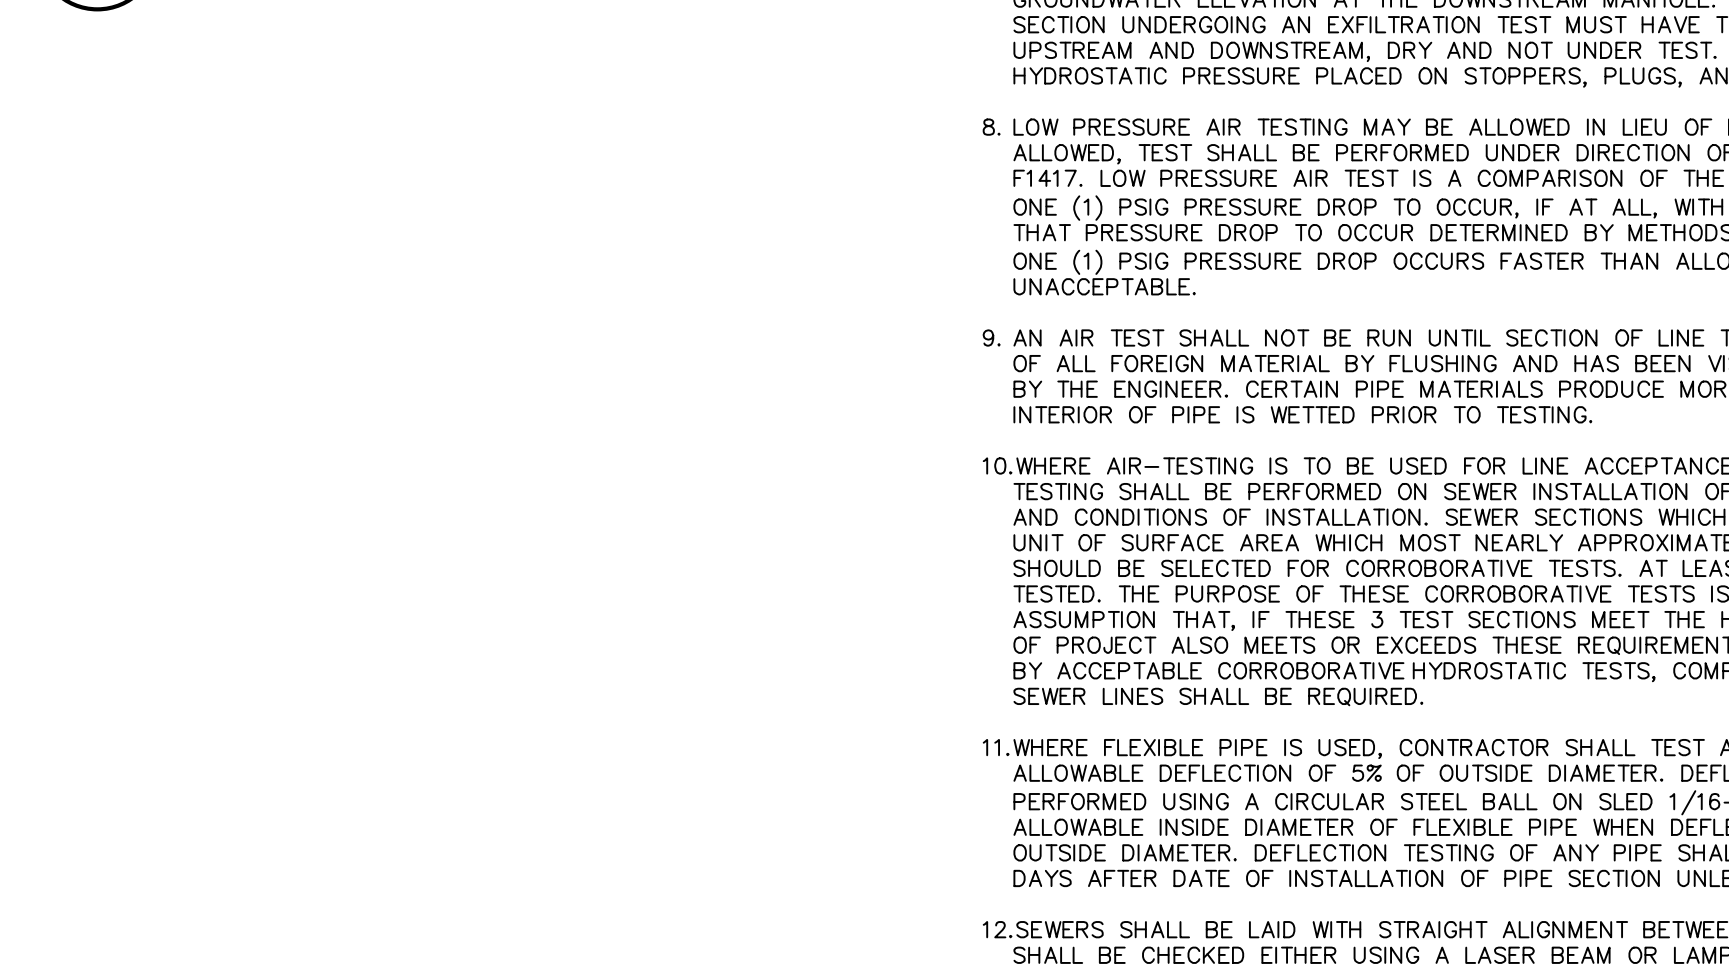 GROUNDWATER ELEVATION AT THE DOWNSTREAM MANHOLE.
SECTION UNDERGOING AN EXFILTRATION TEST MUST HAVE
UPSTREAM AND DOWNSTREAM, DRY AND NOT UNDER TEST.
HYDROSTATIC PRESSURE PLACED ON STOPPERS, PLUGS,
8. LOW PRESSURE AIR TESTING MAY BE ALLOWED IN LIEU OF
ALLOWED, TEST SHALL BE PERFORMED UNDER DIRECTION
F1417. LOW PRESSURE AIR TEST IS A COMPARISON OF THE
ONE (1) PSIG PRESSURE DROP TO OCCUR, IF AT ALL, WITH
THAT PRESSURE DROP TO OCCUR DETERMINED BY METHODS
ONE (1) PSIG PRESSURE DROP OCCURS FASTER THAN
UNACCEPTABLE.
9. AN AIR TEST SHALL NOT BE RUN UNTIL SECTION OF LINE
OF ALL FOREIGN MATERIAL BY FLUSHING AND HAS BEEN
BY THE ENGINEER. CERTAIN PIPE MATERIALS PRODUCE
INTERIOR OF PIPE IS WETTED PRIOR TO TESTING.
10.WHERE AIR–TESTING IS TO BE USED FOR LINE ACCEPTANCE
TESTING SHALL BE PERFORMED ON SEWER INSTALLATION
AND CONDITIONS OF INSTALLATION. SEWER SECTIONS WHICH
UNIT OF SURFACE AREA WHICH MOST NEARLY APPROXIMATE
SHOULD BE SELECTED FOR CORROBORATIVE TESTS. AT
TESTED. THE PURPOSE OF THESE CORROBORATIVE TESTS IS
ASSUMPTION THAT, IF THESE 3 TEST SECTIONS MEET THE
OF PROJECT ALSO MEETS OR EXCEEDS THESE REQUIREMENT
BY ACCEPTABLE CORROBORATIVE HYDROSTATIC TESTS,
SEWER LINES SHALL BE REQUIRED.
11.WHERE FLEXIBLE PIPE IS USED, CONTRACTOR SHALL TEST
ALLOWABLE DEFLECTION OF 5% OF OUTSIDE DIAMETER.
PERFORMED USING A CIRCULAR STEEL BALL ON SLED 1/16-
ALLOWABLE INSIDE DIAMETER OF FLEXIBLE PIPE WHEN
OUTSIDE DIAMETER. DEFLECTION TESTING OF ANY PIPE
DAYS AFTER DATE OF INSTALLATION OF PIPE SECTION
12.SEWERS SHALL BE LAID WITH STRAIGHT ALIGNMENT
SHALL BE CHECKED EITHER USING A LASER BEAM OR LAMP